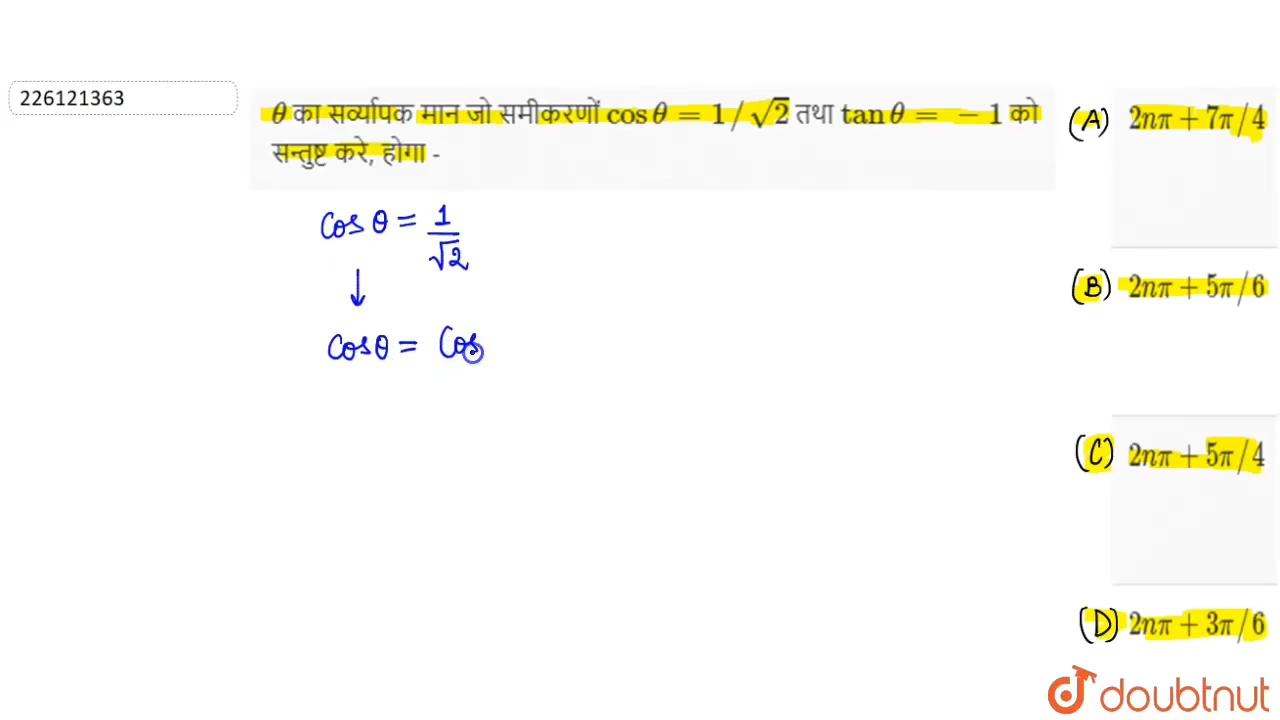 226121363
θ का सर्व्यापक मान जो समीकरणों cos θ = 1/√2 तथा tan θ = − 1 को
सन्तुष्ट करे, होगा -
(A) 2nπ + 7π/4
(B) 2nπ + 5π/6
(C) 2nπ + 5π/4
(D) 2nπ + 3π/6
Cos θ = 1/√2
↓
Cosθ = Cos
doubtnut